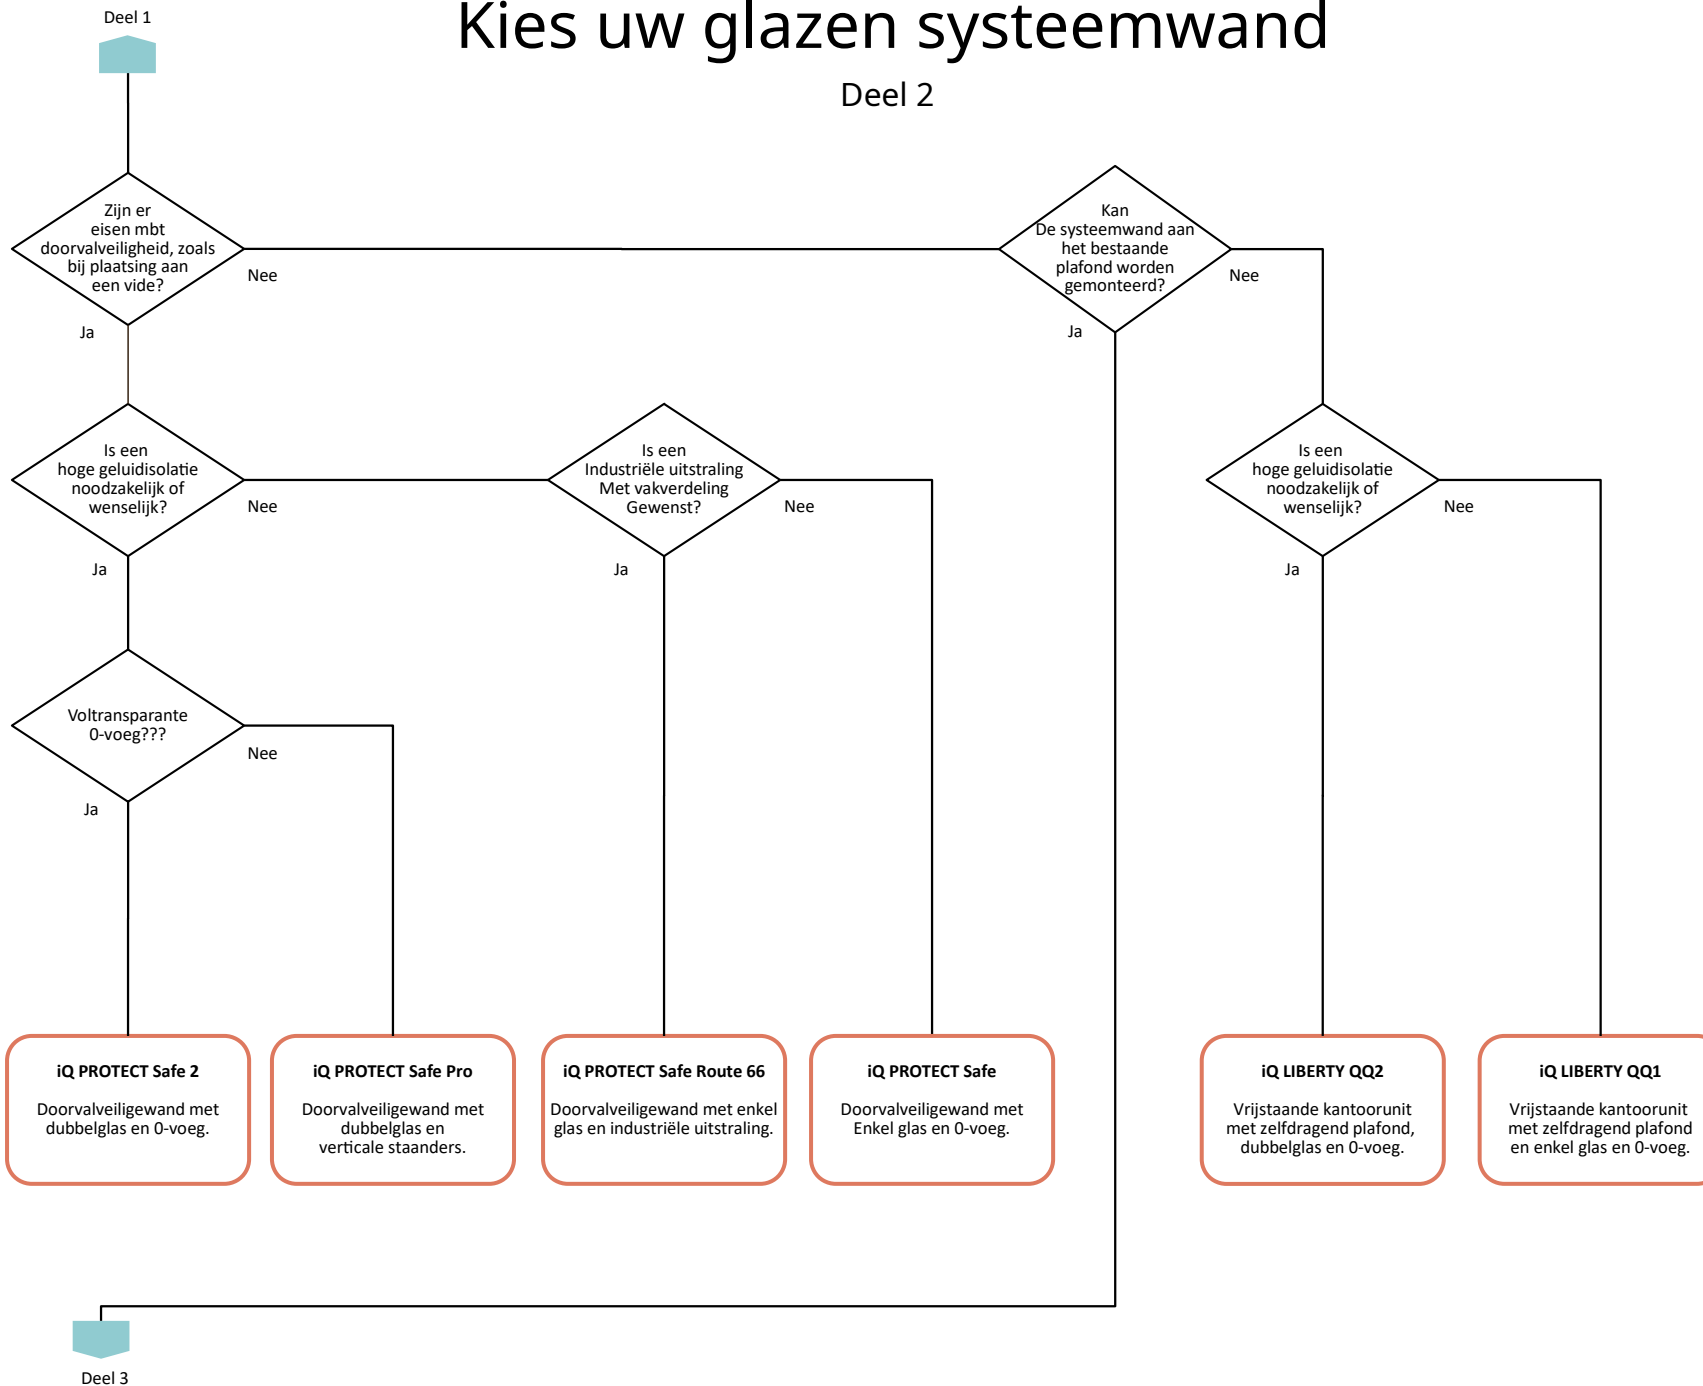 Deel 1
Kies uw glazen systeemwand
Deel 2
Zijn er
eisen mbt
doorvalveiligheid, zoals
bij plaatsing aan
een vide?
Nee
Ja
Kan
De systeemwand aan
het bestaande
plafond worden
gemonteerd?
Nee
Ja
Is een
hoge geluidisolatie
noodzakelijk of
wenselijk?
Nee
Ja
Is een
Industriële uitstraling
Met vakverdeling
Gewenst?
Nee
Ja
Is een
hoge geluidisolatie
noodzakelijk of
wenselijk?
Nee
Ja
Voltransparante
0-voeg???
Nee
Ja
iQ PROTECT Safe 2
Doorvalveiligewand met
dubbelglas en 0-voeg.
iQ PROTECT Safe Pro
Doorvalveiligewand met
dubbelglas en
verticale staanders.
iQ PROTECT Safe Route 66
Doorvalveiligewand met enkel
glas en industriële uitstraling.
iQ PROTECT Safe
Doorvalveiligewand met
Enkel glas en 0-voeg.
iQ LIBERTY QQ2
Vrijstaande kantoorunit
met zelfdragend plafond,
dubbelglas en 0-voeg.
iQ LIBERTY QQ1
Vrijstaande kantoorunit
met zelfdragend plafond
en enkel glas en 0-voeg.
Deel 3